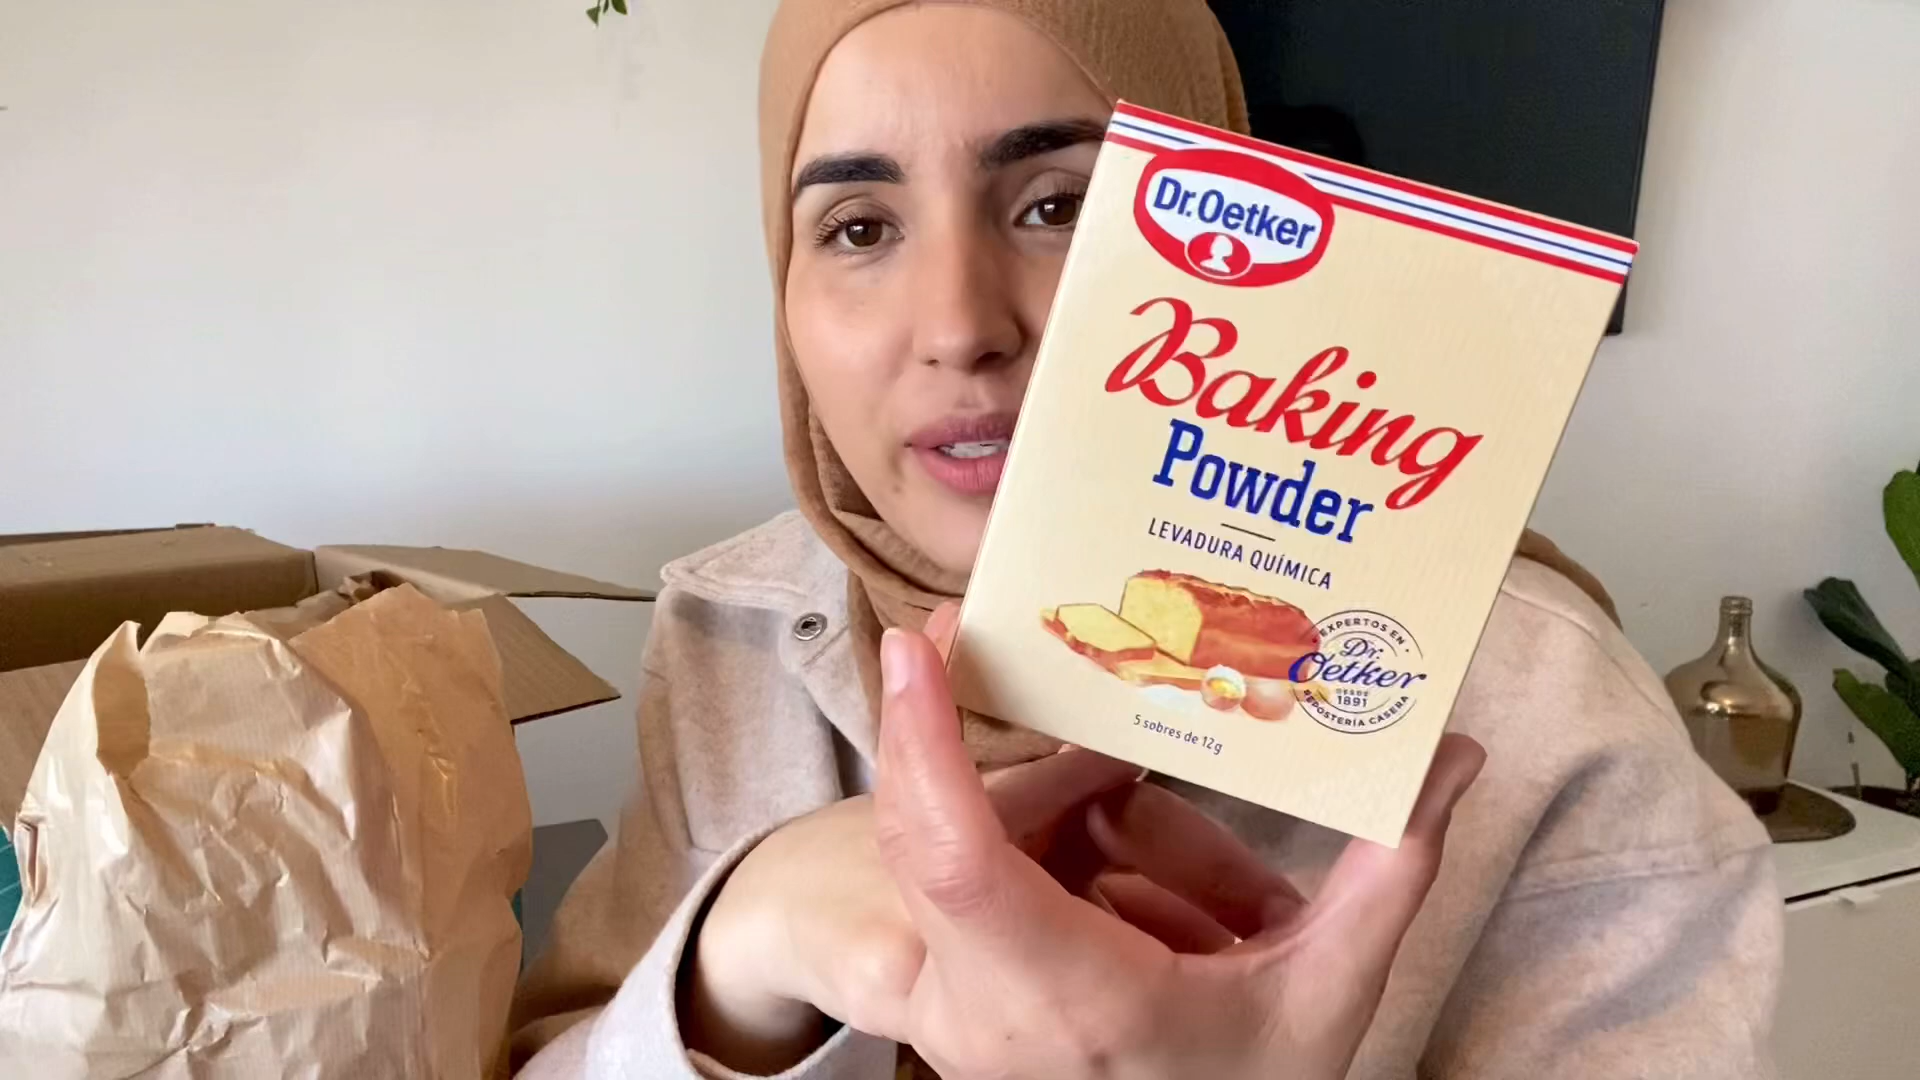 Dr.Oetker
Baking
Powder
LEVADURA QUÍMICA
EXPERTOS EN
Dr.
Oetker
DESDE
1891
REPOSTERÍA CASERA
5 sobres de 12g